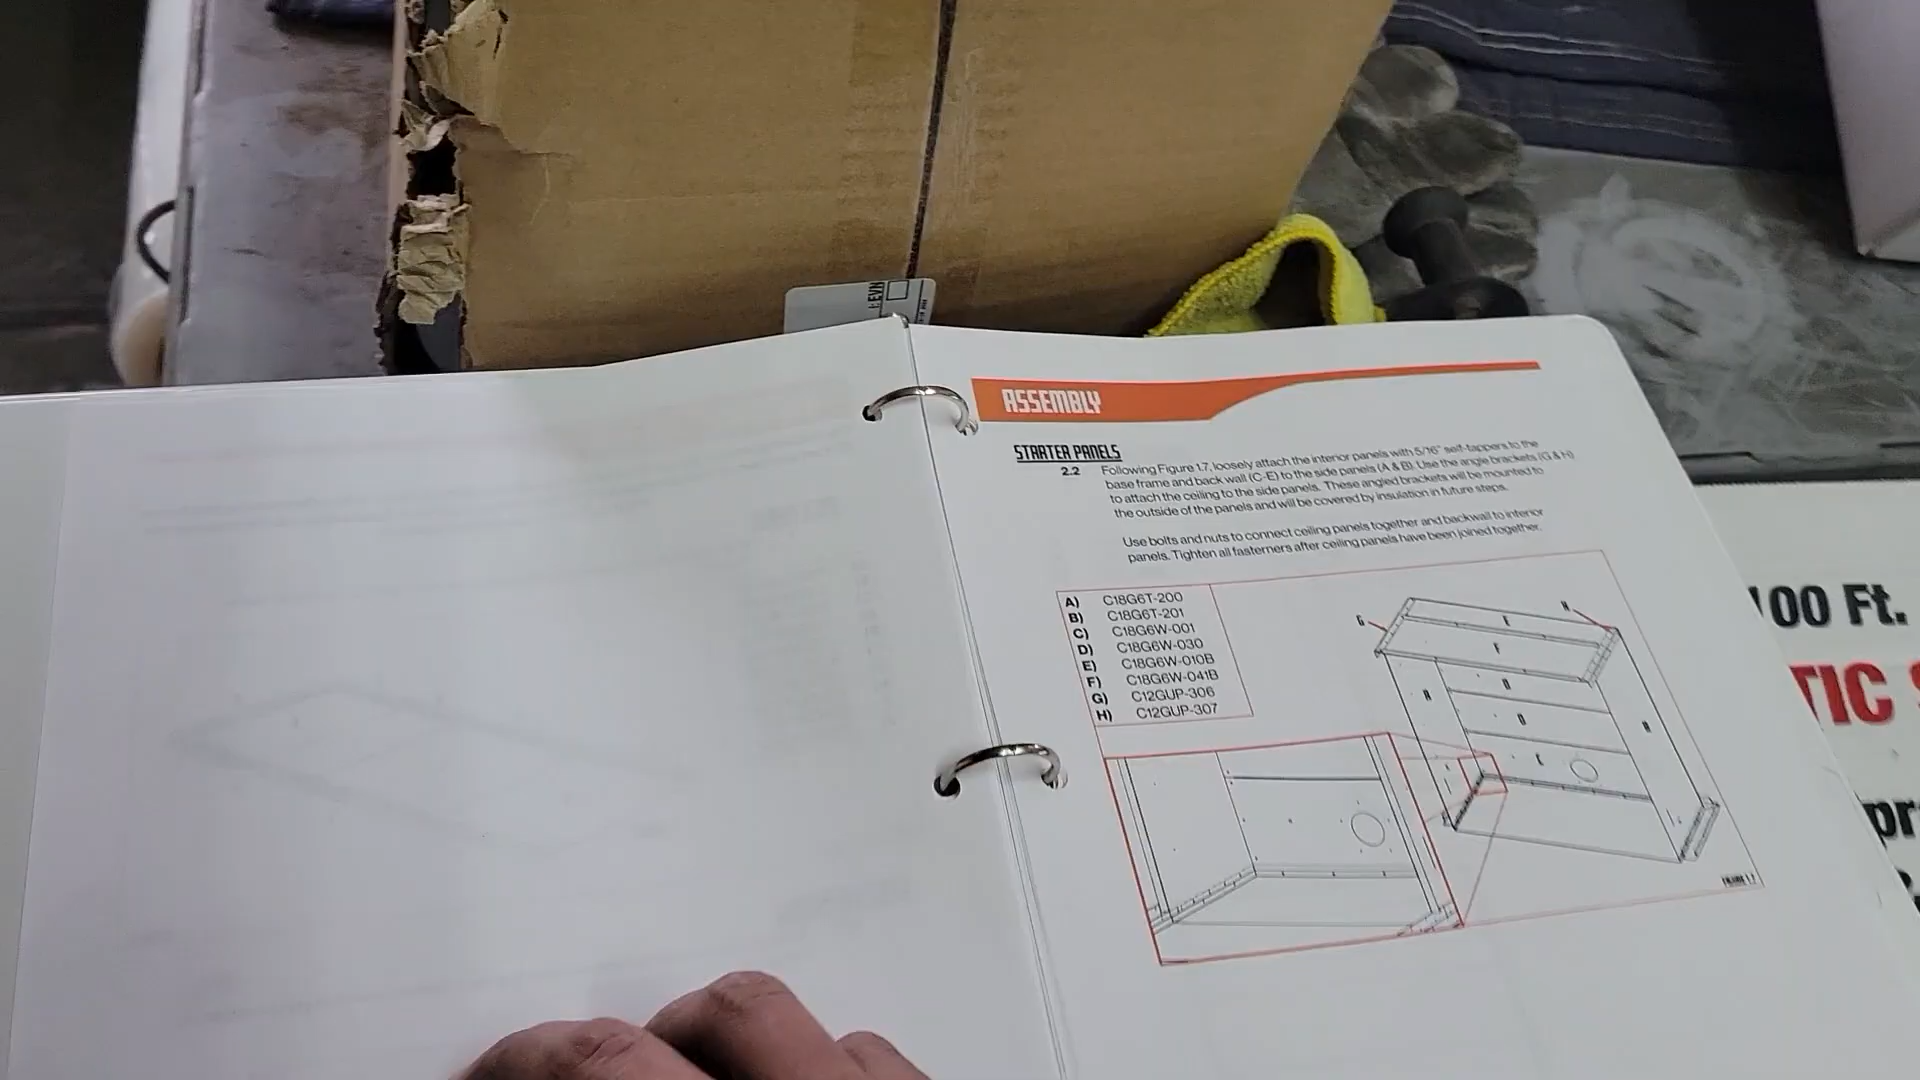 ASSEMBLY
STARTER PANELS
2.2 Following Figure 1.7, loosely attach the interior panels with 5/16" self-tappers to the
base frame and back wall (C-E) to the side panels (A & B). Use the angle brackets (G & H)
to attach the ceiling to the side panels. These angled brackets will be mounted to
the outside of the panels and will be covered by insulation in future steps.
Use bolts and nuts to connect ceiling panels together and backwall to interior
panels. Tighten all fasterners after ceiling panels have been joined together.
A) C18G6T-200
B) C18G6T-201
C) C18G6W-001
D) C18G6W-030
E) C18G6W-010B
F) C18G6W-041B
G) C12GUP-306
H) C12GUP-307
G
H
E
F
D
D
C
B
FIGURE 1.7
100 Ft.
TIC
pr